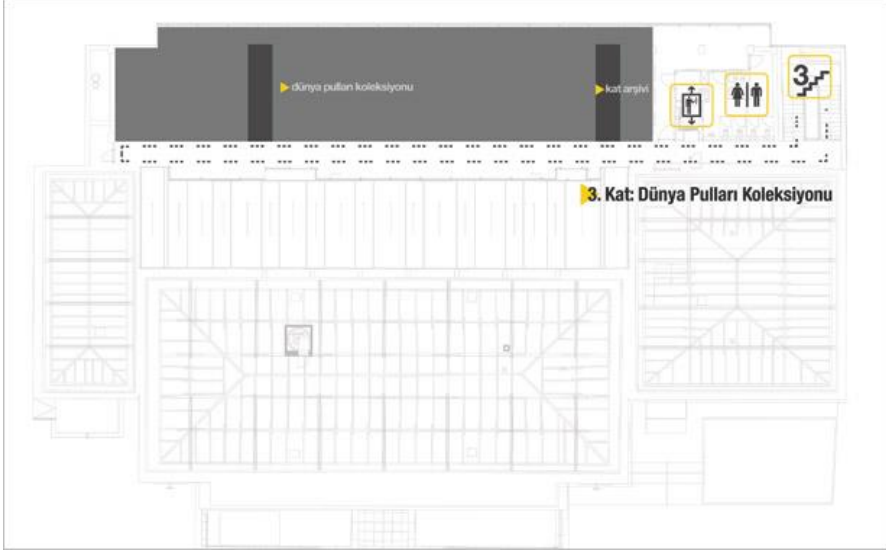 dünya pulları koleksiyonu
kat arşivi
3
3. Kat: Dünya Pulları Koleksiyonu